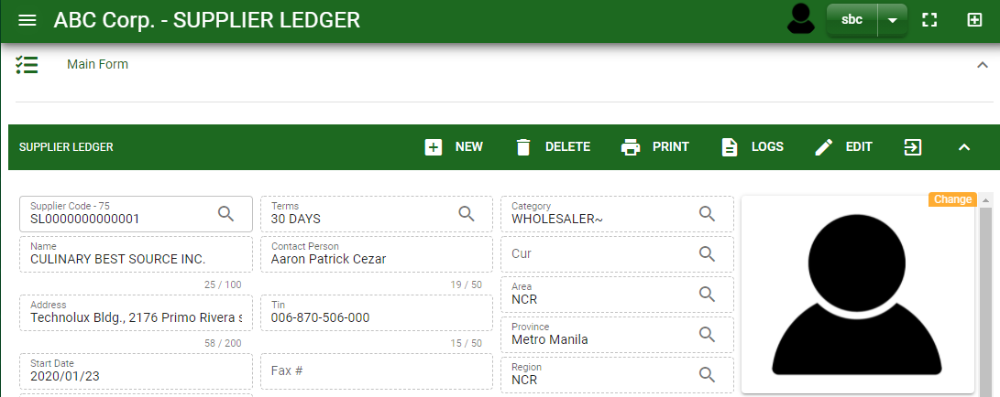 ABC Corp. - SUPPLIER LEDGER
sbc
Main Form
SUPPLIER LEDGER
NEW
DELETE
PRINT
LOGS
EDIT
Change
Supplier Code - 75
SL0000000000001
Terms
30 DAYS
Category
WHOLESALER~
Name
CULINARY BEST SOURCE INC.
25 / 100
Contact Person
Aaron Patrick Cezar
19 / 50
Cur
Area
NCR
Address
Technolux Bldg., 2176 Primo Rivera s
58 / 200
Tin
006-870-506-000
15 / 50
Province
Metro Manila
Start Date
2020/01/23
Fax #
Region
NCR